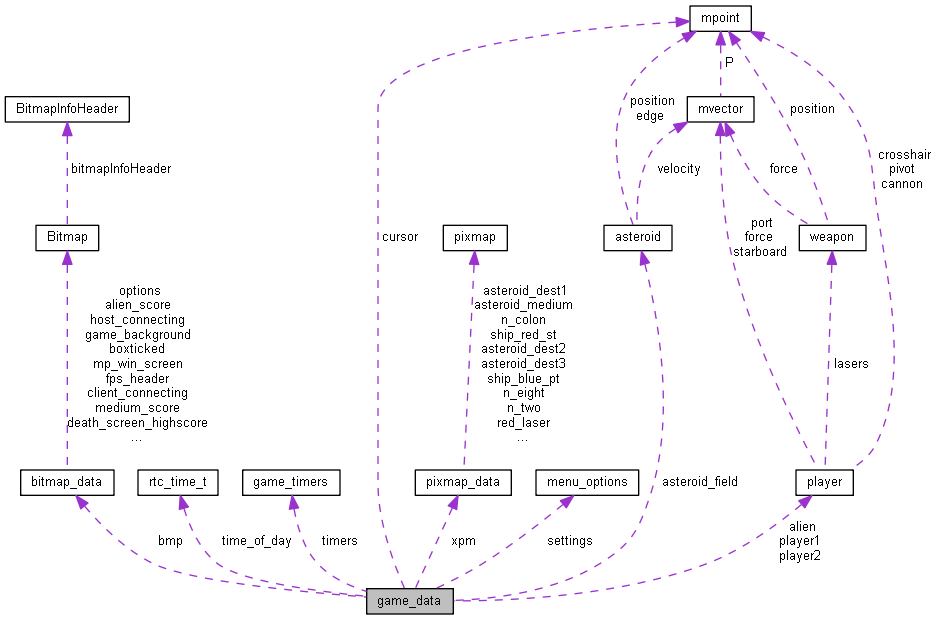 mpoint
P
BitmapInfoHeader
mvector
position
edge
position
bitmapInfoHeader
velocity
force
crosshair
pivot
cannon
Bitmap
cursor
pixmap
asteroid
port
force
starboard
weapon
options
alien_score
host_connecting
game_background
boxticked
mp_win_screen
fps_header
client_connecting
medium_score
death_screen_highscore
...
asteroid_dest1
asteroid_medium
n_colon
ship_red_st
asteroid_dest2
asteroid_dest3
ship_blue_pt
n_eight
n_two
red_laser
...
lasers
bitmap_data
rtc_time_t
game_timers
pixmap_data
menu_options
asteroid_field
player
bmp
time_of_day
timers
xpm
settings
alien
player1
player2
game_data